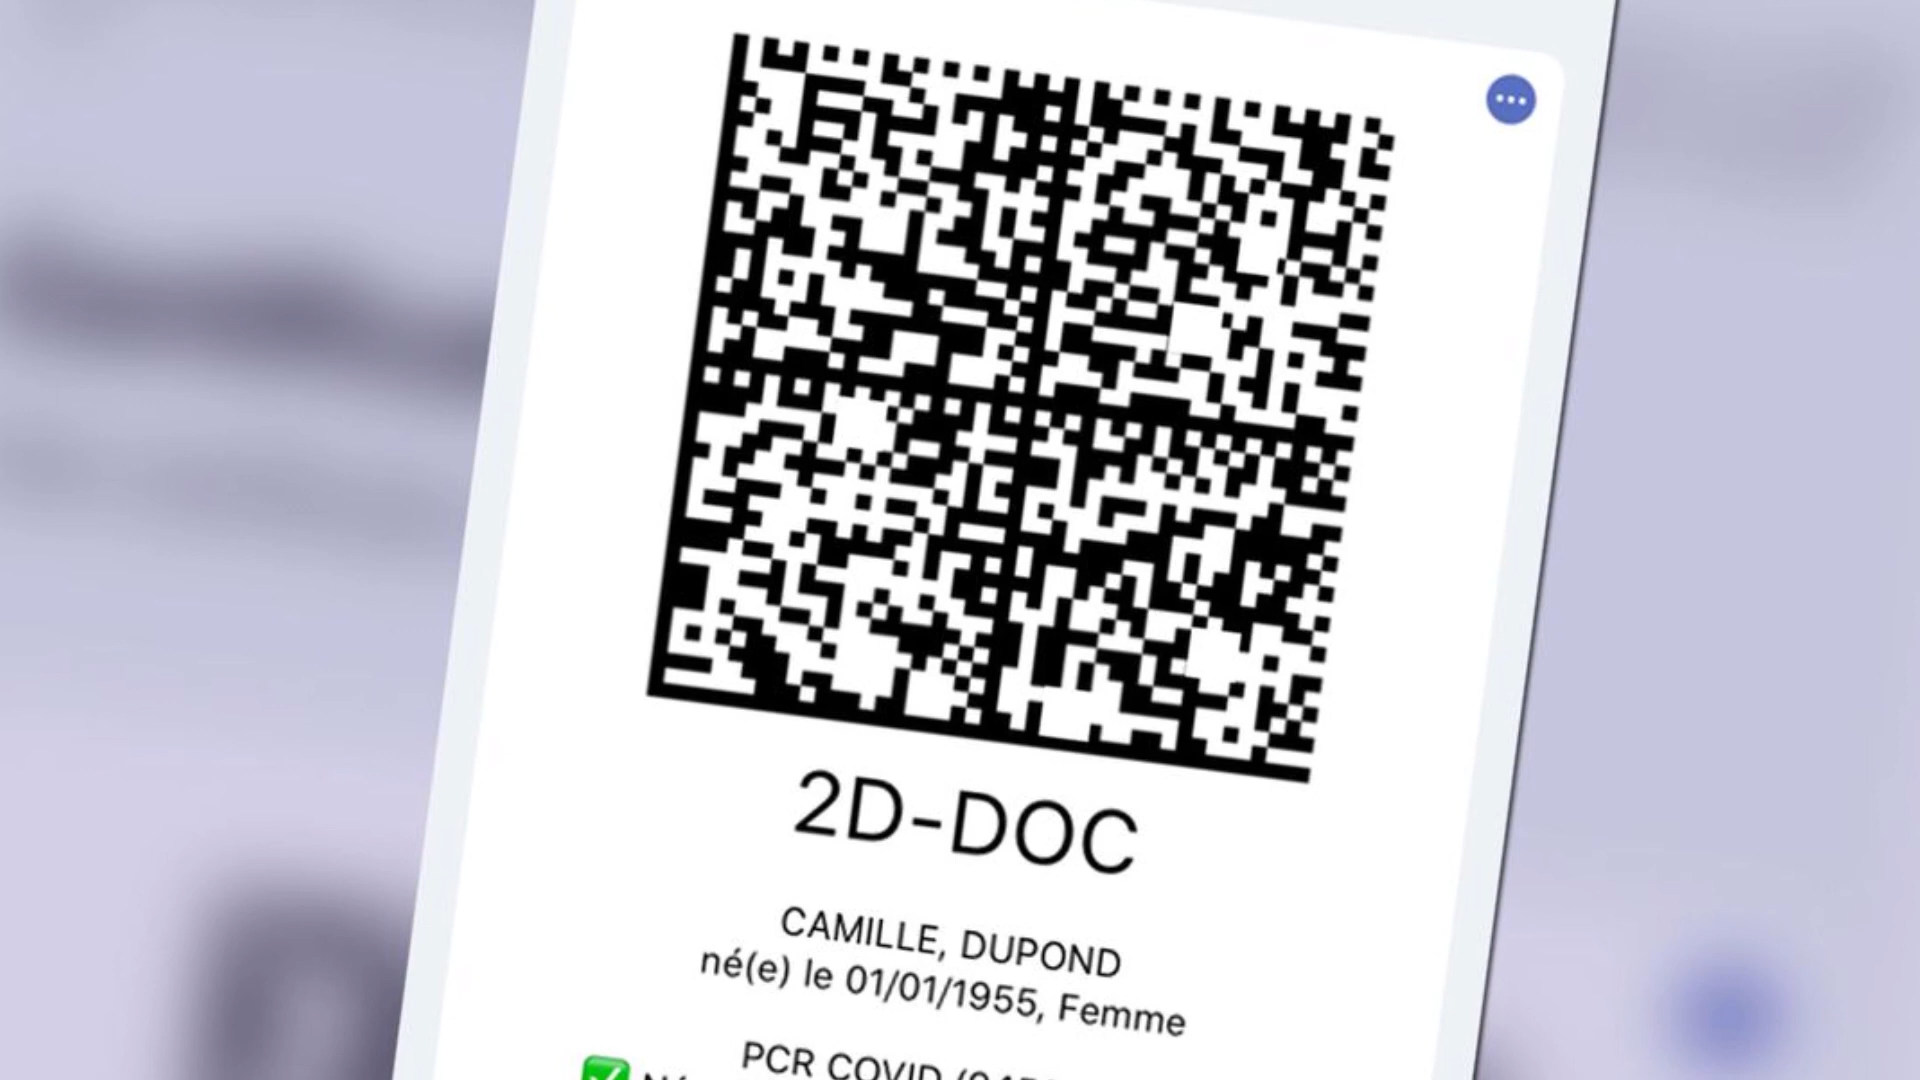 2D-DOC
CAMILLE, DUPOND
né(e) le 01/01/1955, Femme
PCR COVID